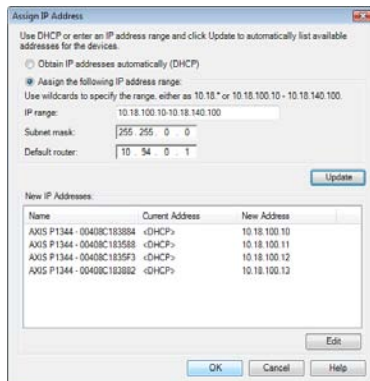 Assign IP Address
Use DHCP or enter an IP address range and click Update to automatically list available
addresses for the devices.
Obtain IP addresses automatically (DHCP)
Assign the following IP address range:
Use wildcards to specify the range, either as 10.18.* or 10.18.100.10 - 10.18.140.100.
IP range: 10.18.100.10-10.18.140.100
Subnet mask: 255 . 255 . 0 . 0
Default router: 10 . 54 . 0 . 1
Update
New IP Addresses:
Name Current Address New Address
AXIS P1344 - 00408C183884 <DHCP> 10.18.100.10
AXIS P1344 - 00408C183588 <DHCP> 10.18.100.11
AXIS P1344 - 00408C1835F3 <DHCP> 10.18.100.12
AXIS P1344 - 00408C183882 <DHCP> 10.18.100.13
Edit
OK Cancel Help